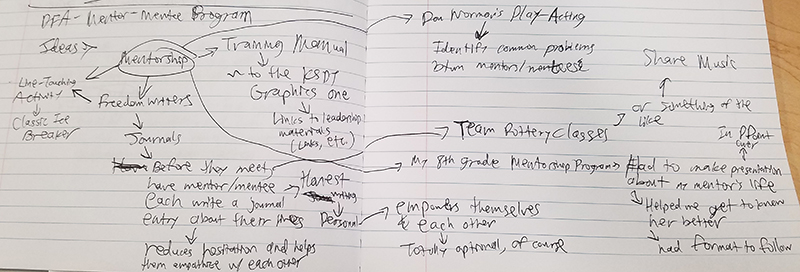 DFA - Mentor-Mentee Program
Ideas →
Mentorship
Line-Touching
Activity
Classic Ice
Breaker
Freedom Writers
Journals
Before they meet,
have mentor/mentee
each write a journal
entry about their lives
reduces hesitation and helps
them empathize w/ each other
Honest
writing
Personal
Training Manual
to the KSDT
Graphics one
Links to leadership
materials
(Links, etc.)
Don Norman's Play-Acting
Identify common problems
btwn mentors/mentees
Team Pottery Classes
or something of the
like
Share Music
My 8th grade Mentorship Program →
Had to make presentation
about my mentor's life
In
Helped me get to know
her better
had format to follow
empowers themselves
& each other
Totally optional, of course